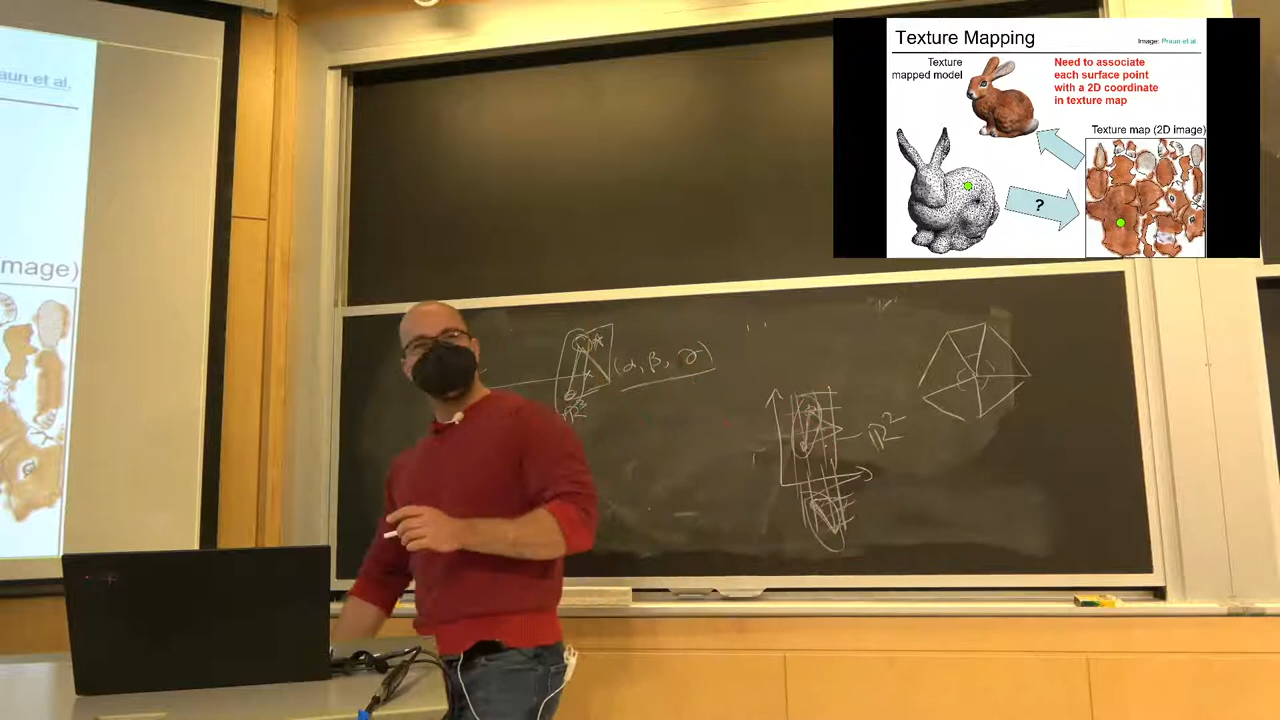 aun et al.
mage)
Texture Mapping
Image: Praun et al.
Texture
mapped model
Need to associate
each surface point
with a 2D coordinate
in texture map
Texture map (2D image)
?
(α, β, γ)
ℝ³
ℝ²